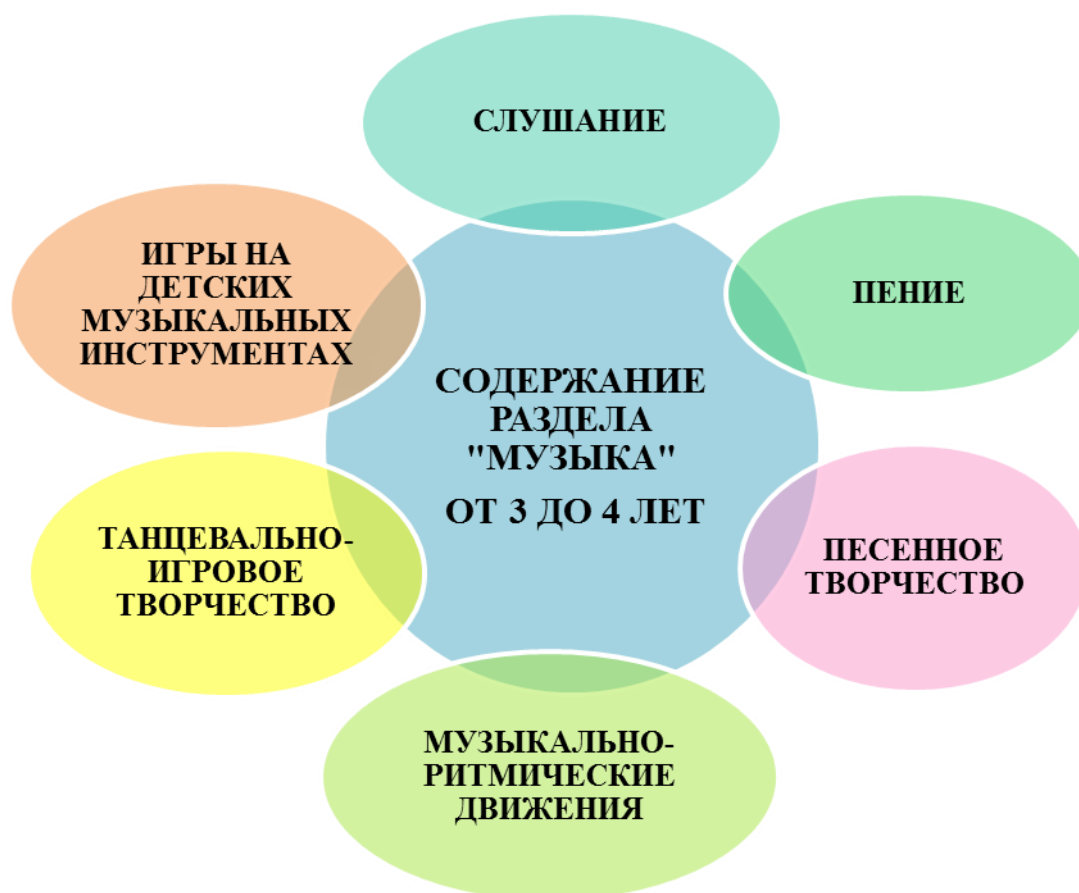 СЛУШАНИЕ
ПЕНИЕ
ПЕСЕННОЕ
ТВОРЧЕСТВО
МУЗЫКАЛЬНО-
РИТМИЧЕСКИЕ
ДВИЖЕНИЯ
ТАНЦЕВАЛЬНО-
ИГРОВОЕ
ТВОРЧЕСТВО
ИГРЫ НА
ДЕТСКИХ
МУЗЫКАЛЬНЫХ
ИНСТРУМЕНТАХ
СОДЕРЖАНИЕ
РАЗДЕЛА
"МУЗЫКА"
ОТ 3 ДО 4 ЛЕТ